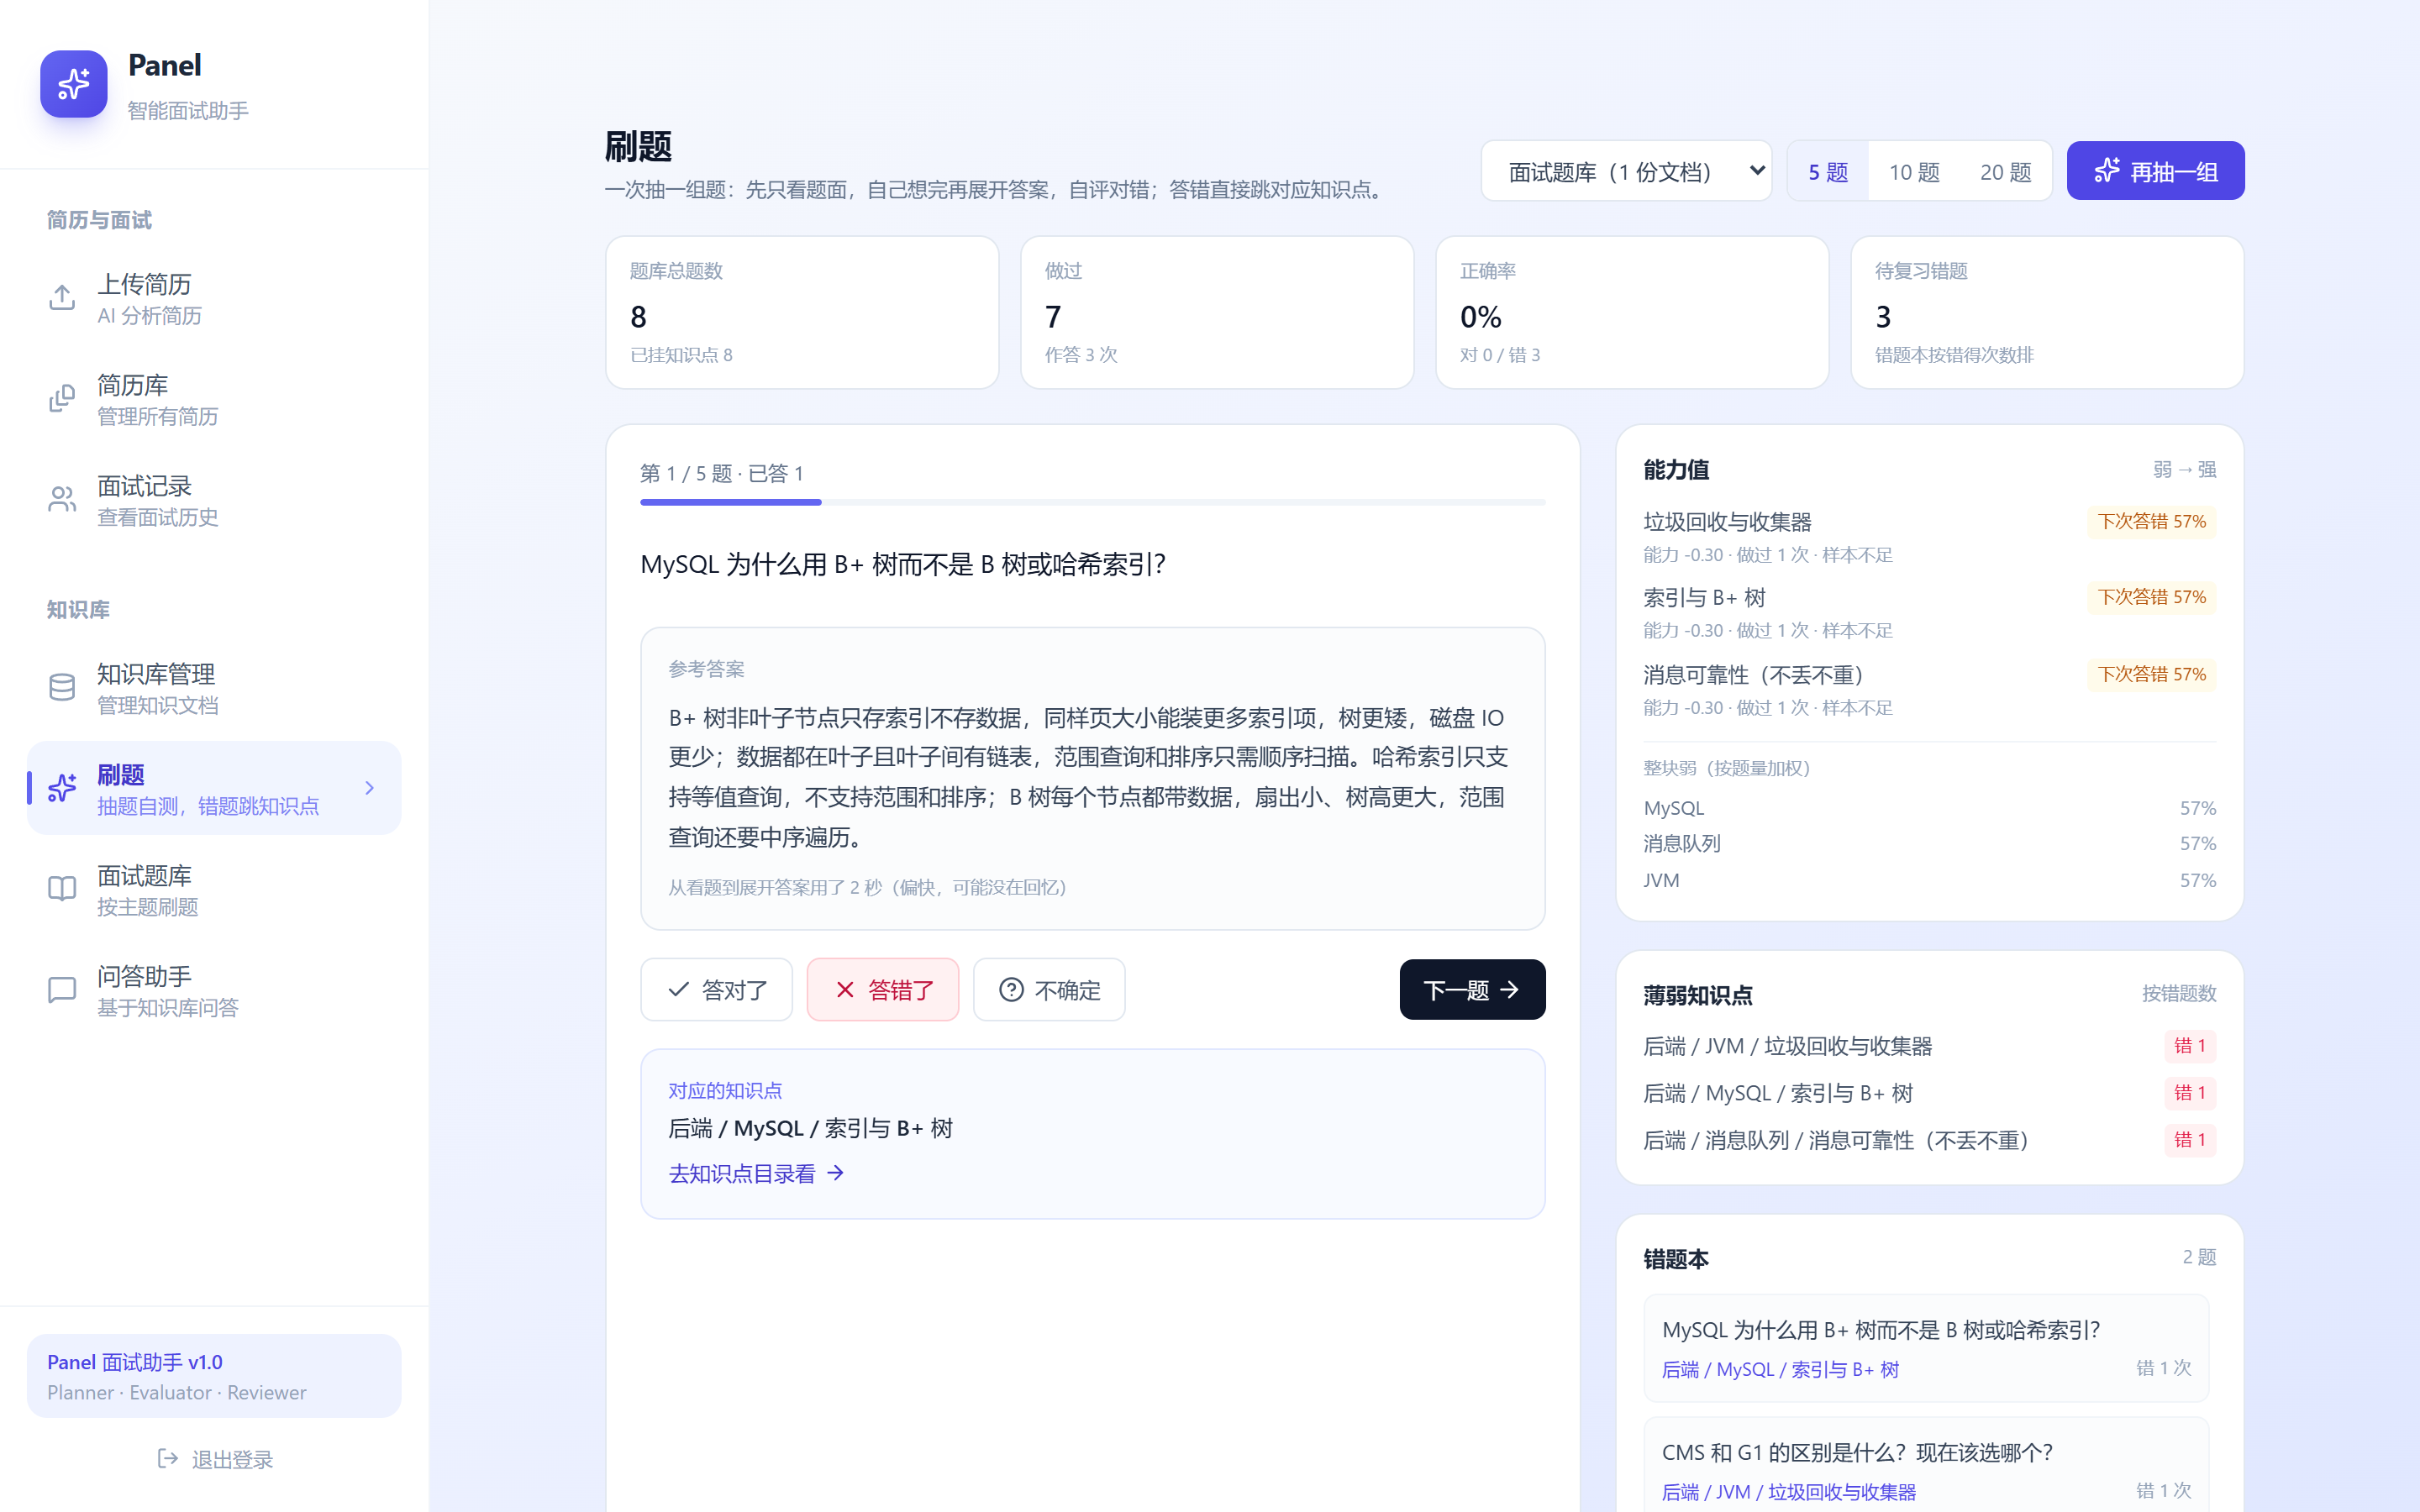 Panel
智能面试助手
简历与面试
上传简历
AI 分析简历
简历库
管理所有简历
面试记录
查看面试历史
知识库
知识库管理
管理知识文档
刷题
抽题自测，错题跳知识点
面试题库
按主题刷题
问答助手
基于知识库问答
Panel 面试助手 v1.0
Planner · Evaluator · Reviewer
退出登录
刷题
一次抽一组题：先只看题面，自己想完再展开答案，自评对错；答错直接跳对应知识点。
面试题库（1 份文档） 5 题 10 题 20 题 再抽一组
题库总题数
8
已挂知识点 8
做过
7
作答 3 次
正确率
0%
对 0 / 错 3
待复习错题
3
错题本按错得次数排
第 1 / 5 题 · 已答 1
MySQL 为什么用 B+ 树而不是 B 树或哈希索引？
参考答案
B+ 树非叶子节点只存索引不存数据，同样页大小能装更多索引项，树更矮，磁盘 IO
更少；数据都在叶子且叶子间有链表，范围查询和排序只需顺序扫描。哈希索引只支
持等值查询，不支持范围和排序；B 树每个节点都带数据，扇出小、树高更大，范围
查询还要中序遍历。
从看题到展开答案用了 2 秒（偏快，可能没在回忆）
答对了 答错了 不确定 下一题 →
对应的知识点
后端 / MySQL / 索引与 B+ 树
去知识点目录看 →
能力值 弱 → 强
垃圾回收与收集器 下次答错 57%
能力 -0.30 · 做过 1 次 · 样本不足
索引与 B+ 树 下次答错 57%
能力 -0.30 · 做过 1 次 · 样本不足
消息可靠性（不丢不重） 下次答错 57%
能力 -0.30 · 做过 1 次 · 样本不足
整块弱（按题量加权）
MySQL 57%
消息队列 57%
JVM 57%
薄弱知识点 按错题数
后端 / JVM / 垃圾回收与收集器 错 1
后端 / MySQL / 索引与 B+ 树 错 1
后端 / 消息队列 / 消息可靠性（不丢不重） 错 1
错题本 2 题
MySQL 为什么用 B+ 树而不是 B 树或哈希索引？
后端 / MySQL / 索引与 B+ 树 错 1 次
CMS 和 G1 的区别是什么？现在该选哪个？
后端 / JVM / 垃圾回收与收集器 错 1 次